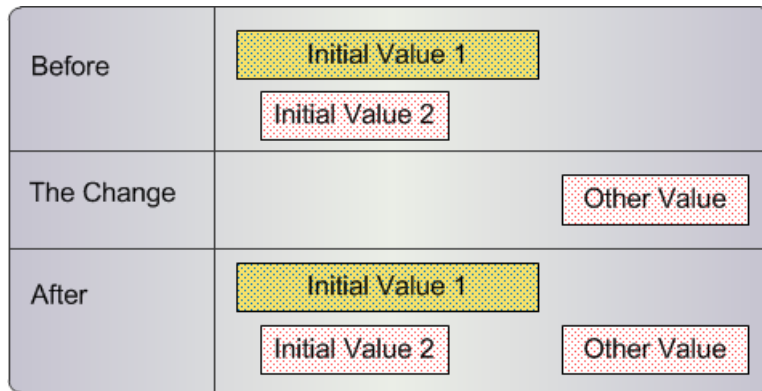 Before
Initial Value 1
Initial Value 2
The Change
Other Value
After
Initial Value 1
Initial Value 2 Other Value